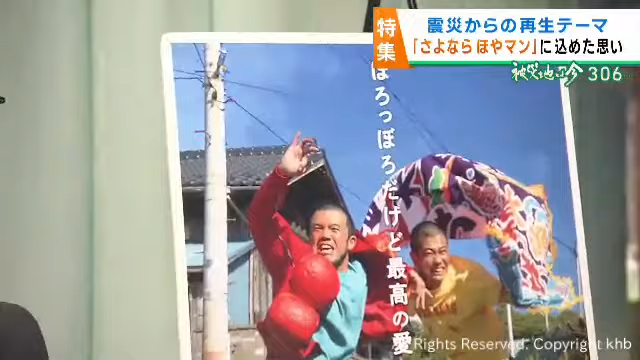 特集
震災からの再生テーマ
「さよなら ほやマン」に込めた思い
被災地の今 306
ぼろっぼろだけど最高の愛
©All Rights Reserved. Copyright khb